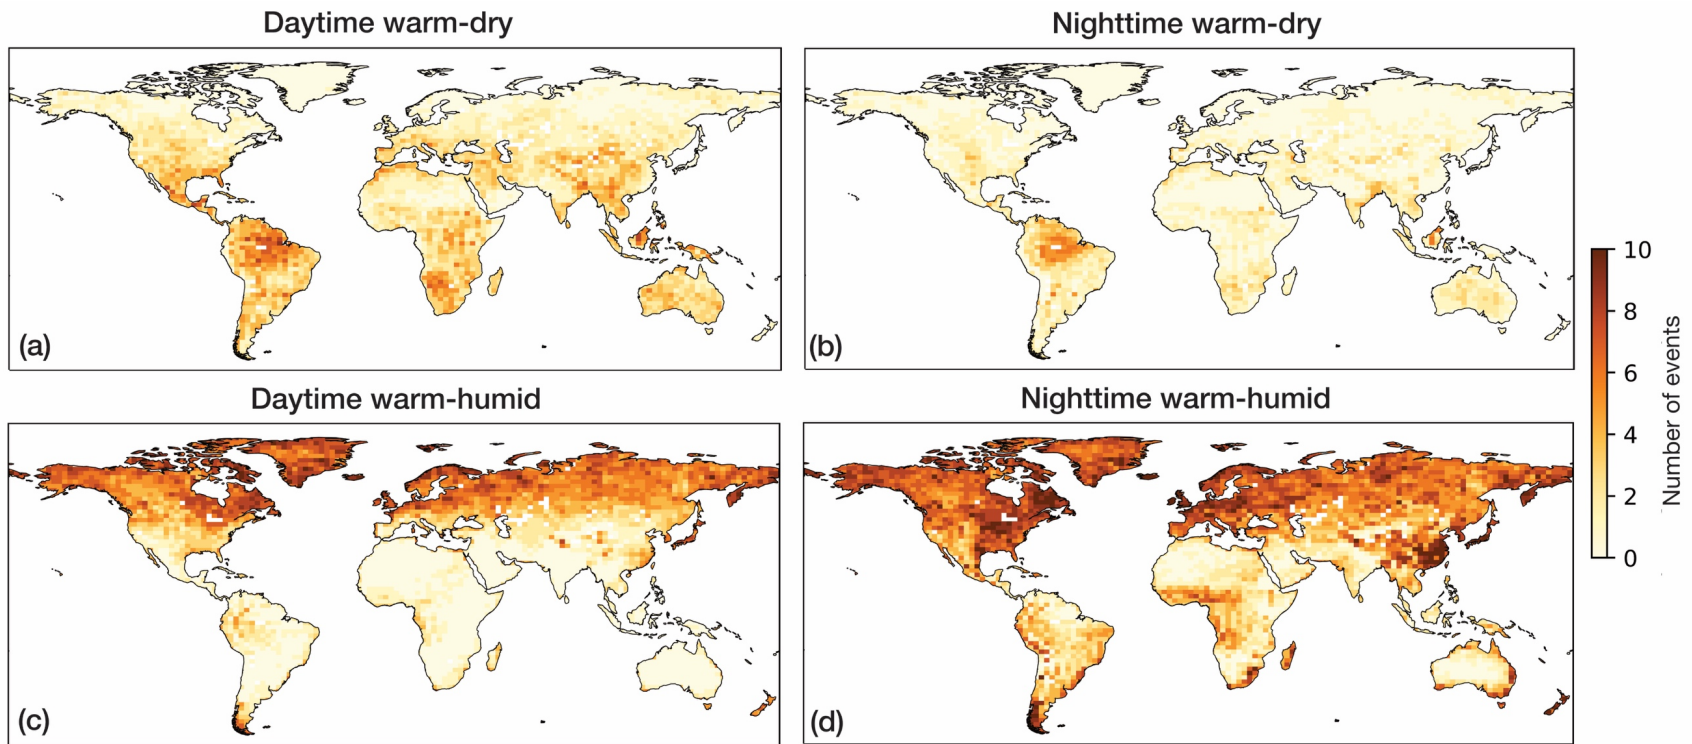 Daytime warm-dry
Nighttime warm-dry
(a)
(b)
Daytime warm-humid
Nighttime warm-humid
(c)
(d)
10
8
6
4
2
0
Number of events